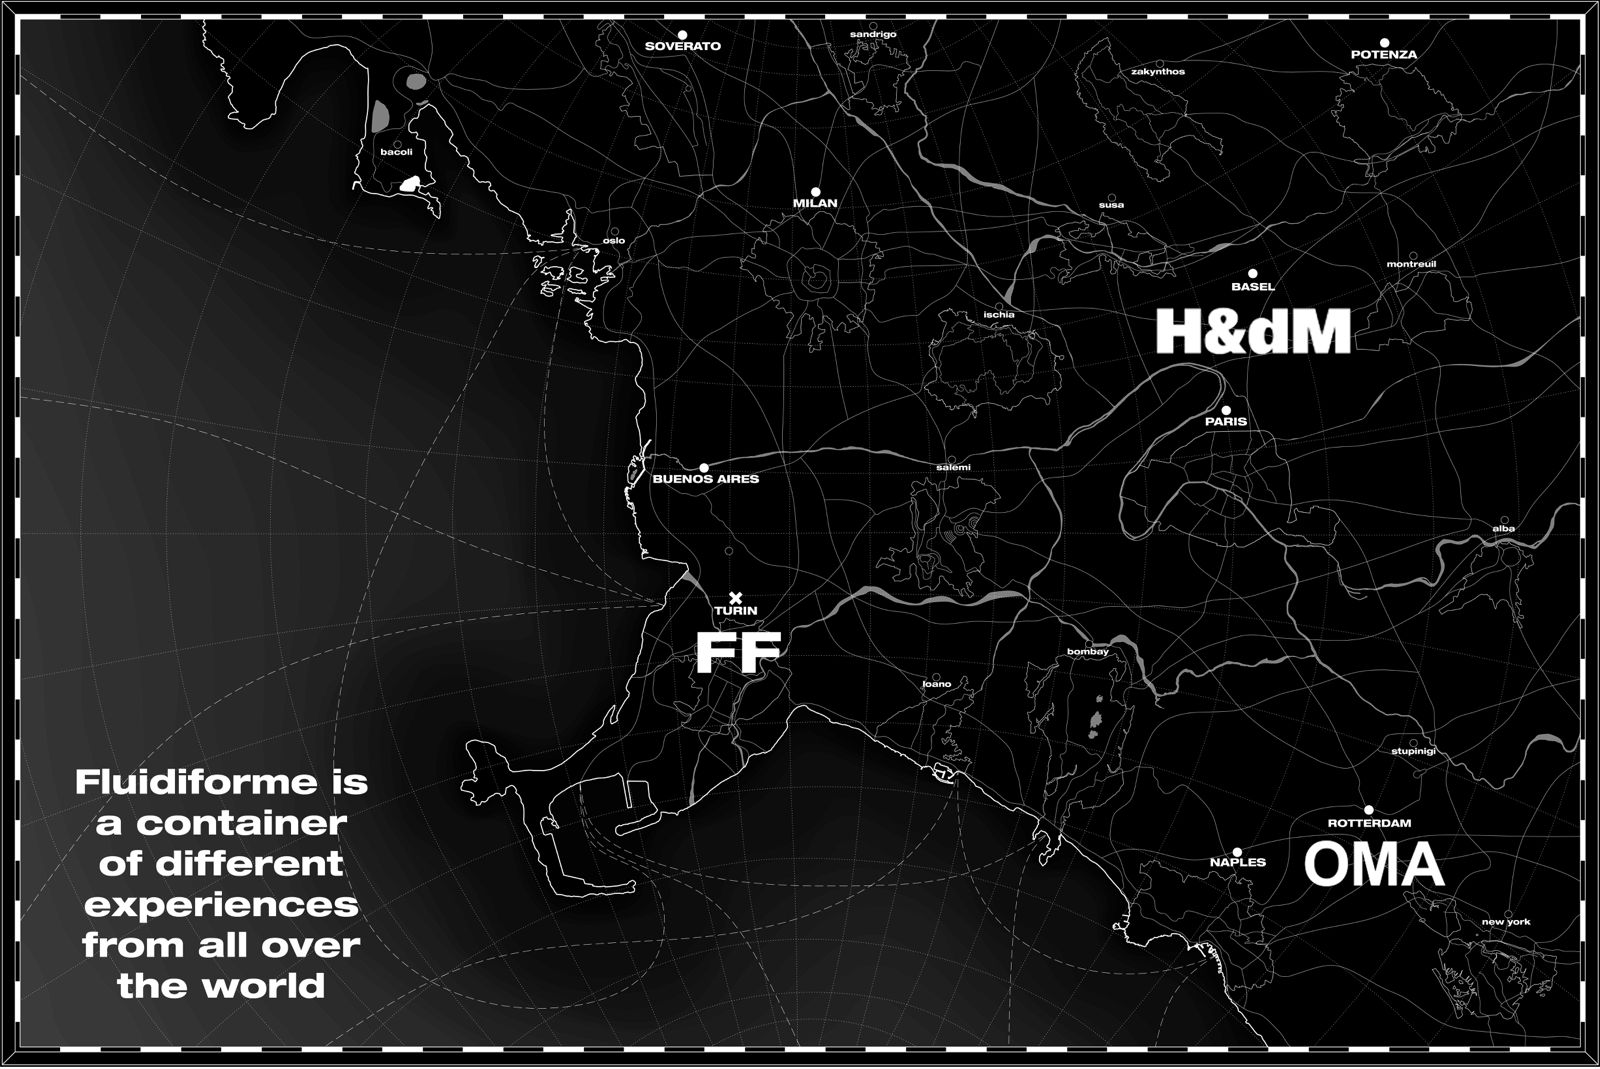 sandrigo
SOVERATO
POTENZA
zakynthos
bacoli
MILAN
susa
oslo
montreuil
BASEL
ischia
H&dM
PARIS
salemi
BUENOS AIRES
alba
TURIN
FF
bombay
loano
stupinigi
Fluidiforme is
a container
of different
experiences
from all over
the world
ROTTERDAM
NAPLES
OMA
new york